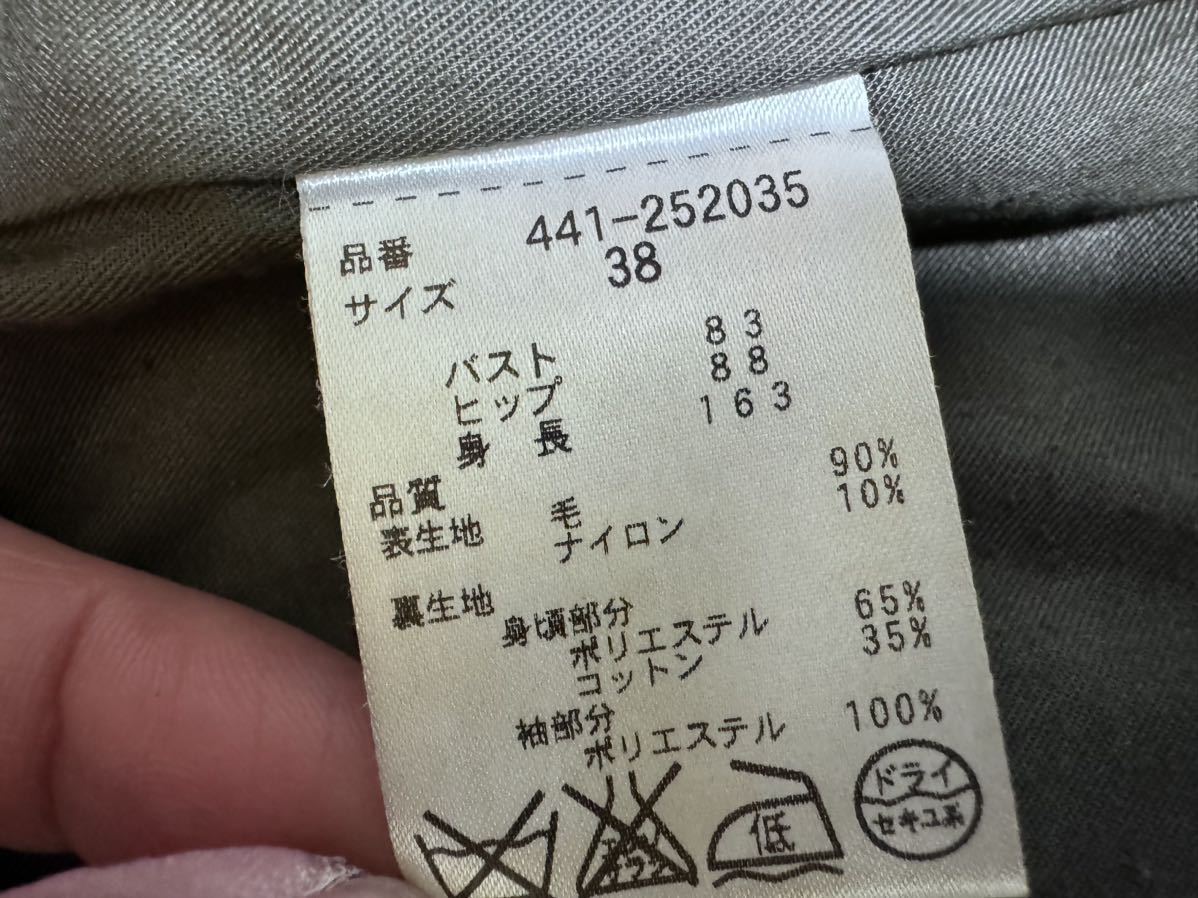 品番 441-252035
サイズ 38
バスト 83
ヒップ 88
身長 163
品質
表生地 毛 90%
ナイロン 10%
裏生地
身頃部分
ポリエステル 65%
コットン 35%
袖部分
ポリエステル 100%
低
ドライ
セキユ系